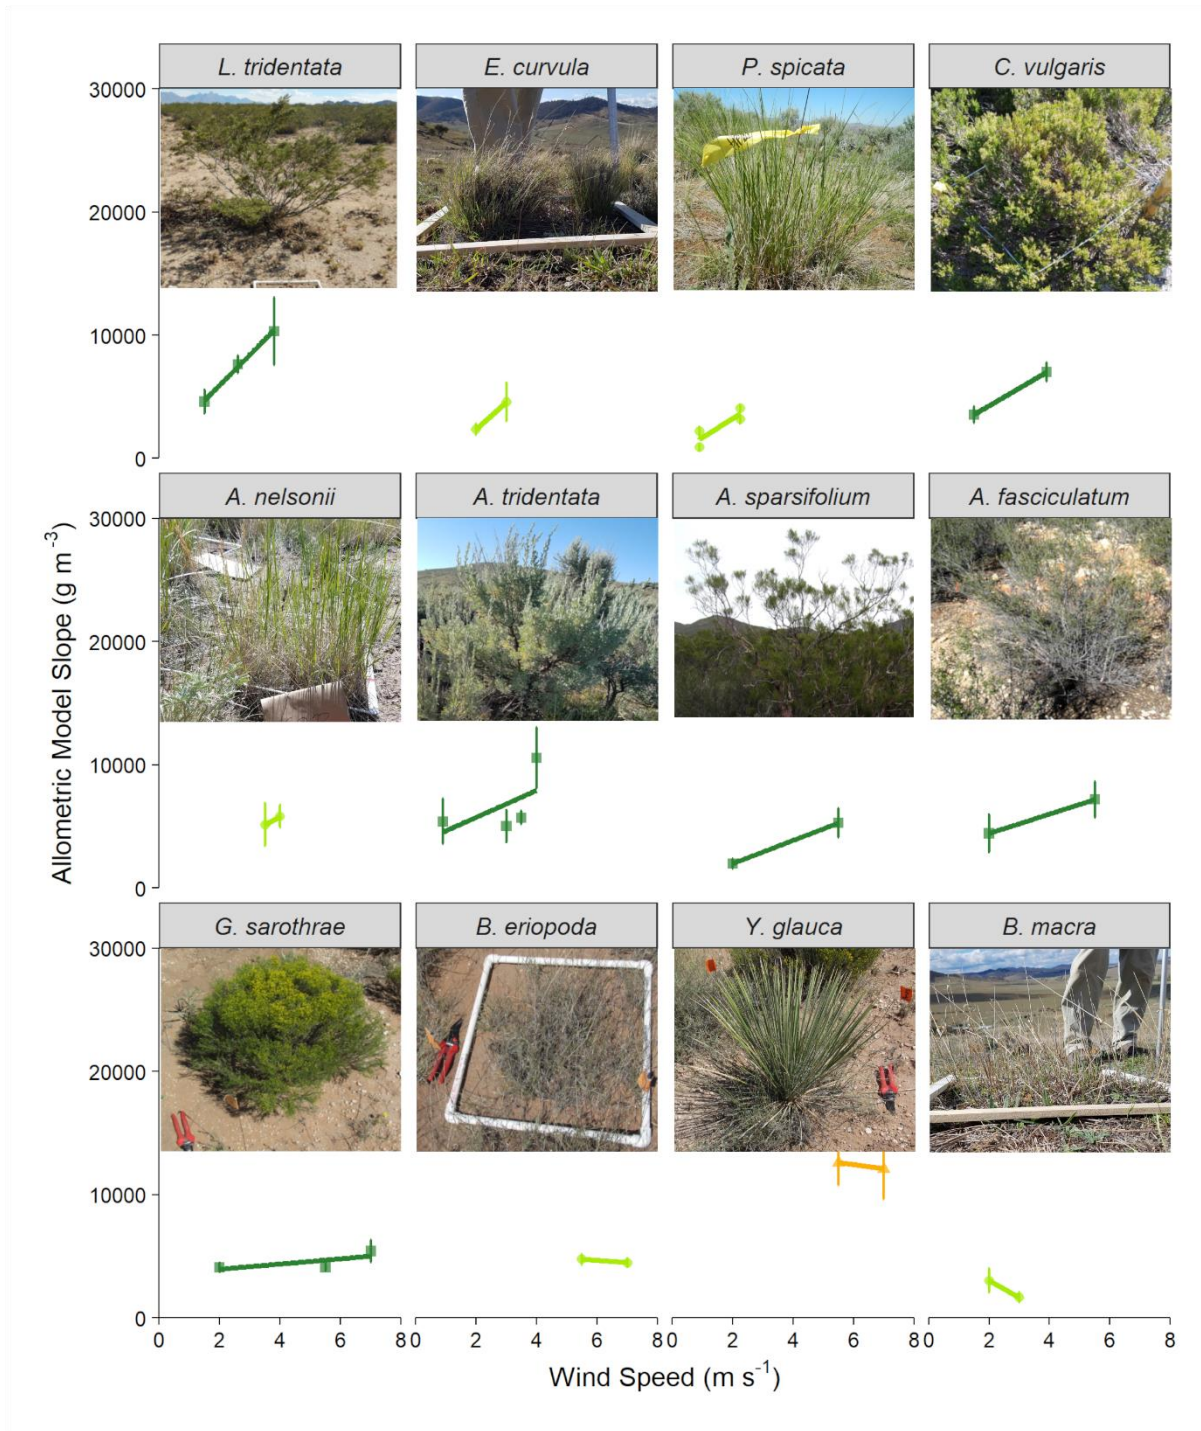 L. tridentata
E. curvula
P. spicata
C. vulgaris
30000
20000
10000
0
A. nelsonii
A. tridentata
A. sparsifolium
A. fasciculatum
30000
20000
10000
0
Allometric Model Slope (g m⁻³)
G. sarothrae
B. eriopoda
Y. glauca
B. macra
30000
20000
10000
0
0 2 4 6 8
0 2 4 6 8
0 2 4 6 8
0 2 4 6 8
Wind Speed (m s⁻¹)